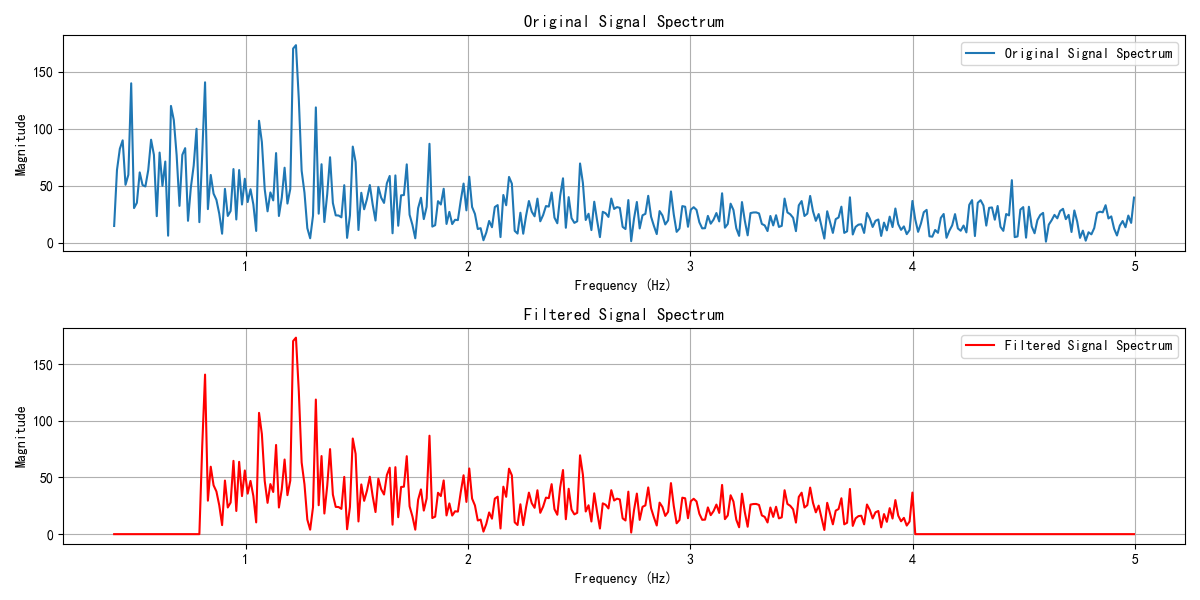 Original Signal Spectrum
Original Signal Spectrum
Magnitude
150
100
50
0
1
2
3
4
5
Frequency (Hz)
Filtered Signal Spectrum
Filtered Signal Spectrum
Magnitude
150
100
50
0
1
2
3
4
5
Frequency (Hz)